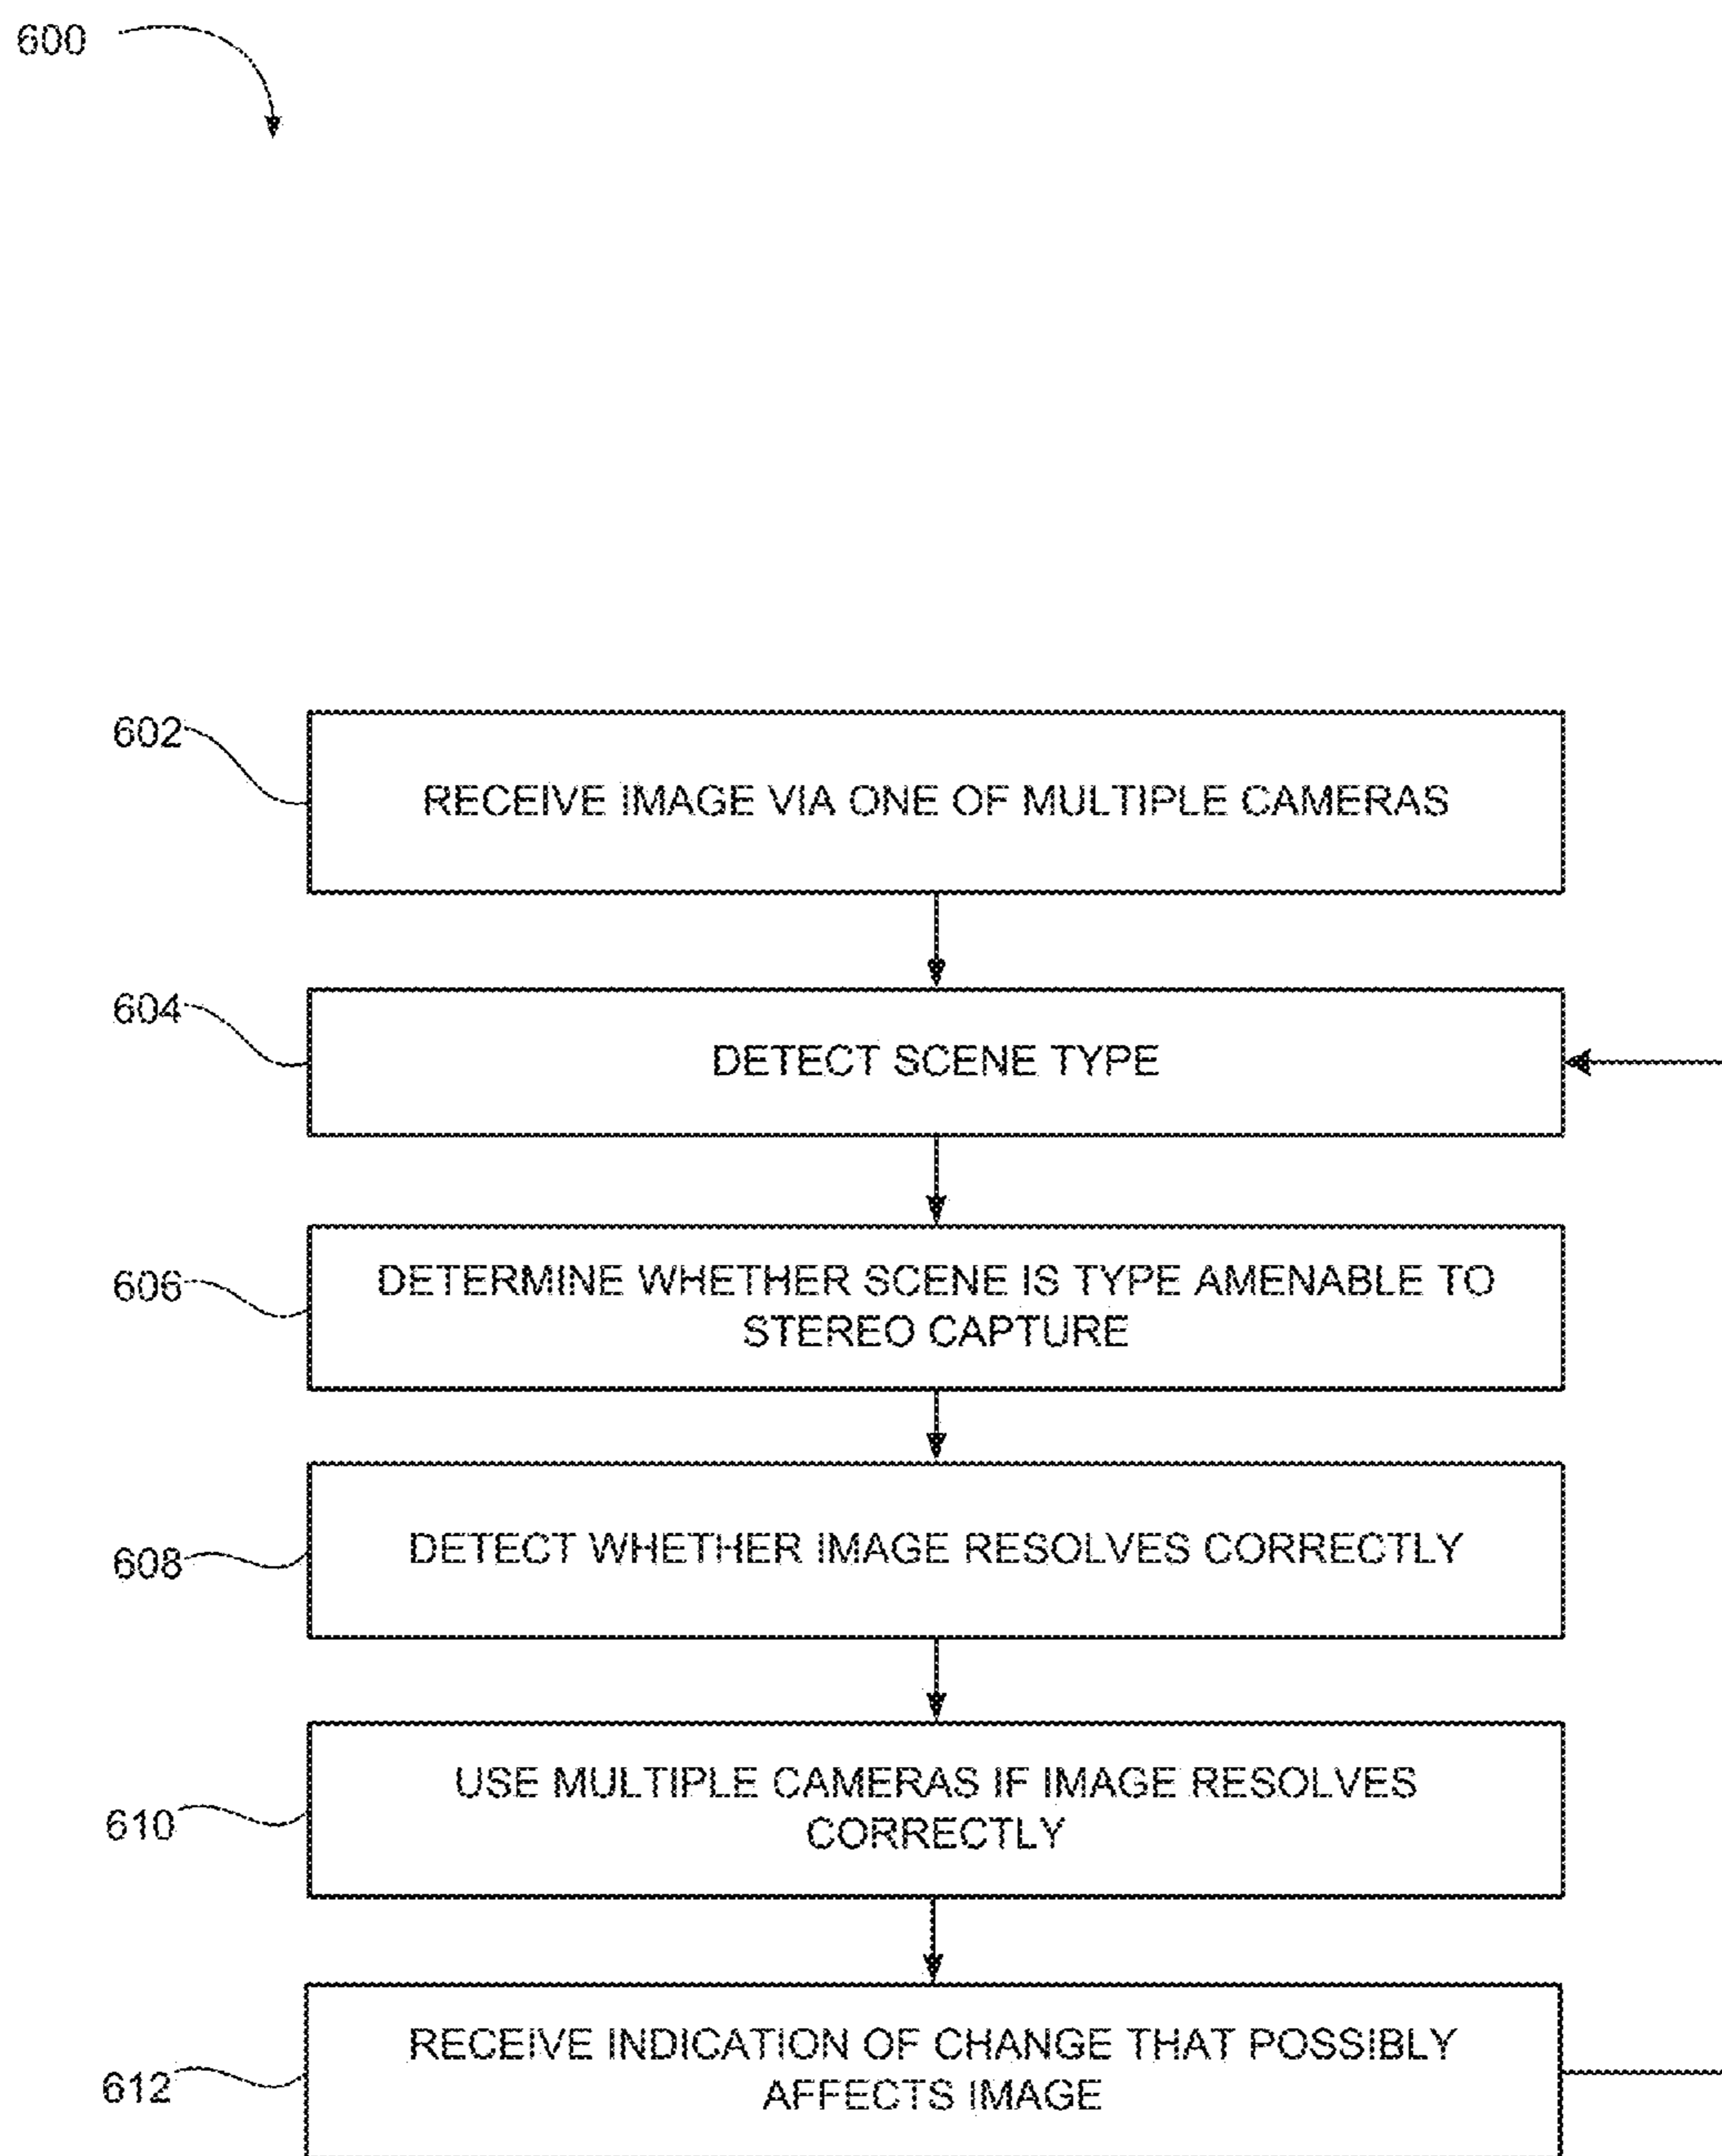 600
602
RECEIVE IMAGE VIA ONE OF MULTIPLE CAMERAS
604
DETECT SCENE TYPE
606
DETERMINE WHETHER SCENE IS TYPE AMENABLE TO
STEREO CAPTURE
608
DETECT WHETHER IMAGE RESOLVES CORRECTLY
610
USE MULTIPLE CAMERAS IF IMAGE RESOLVES
CORRECTLY
612
RECEIVE INDICATION OF CHANGE THAT POSSIBLY
AFFECTS IMAGE